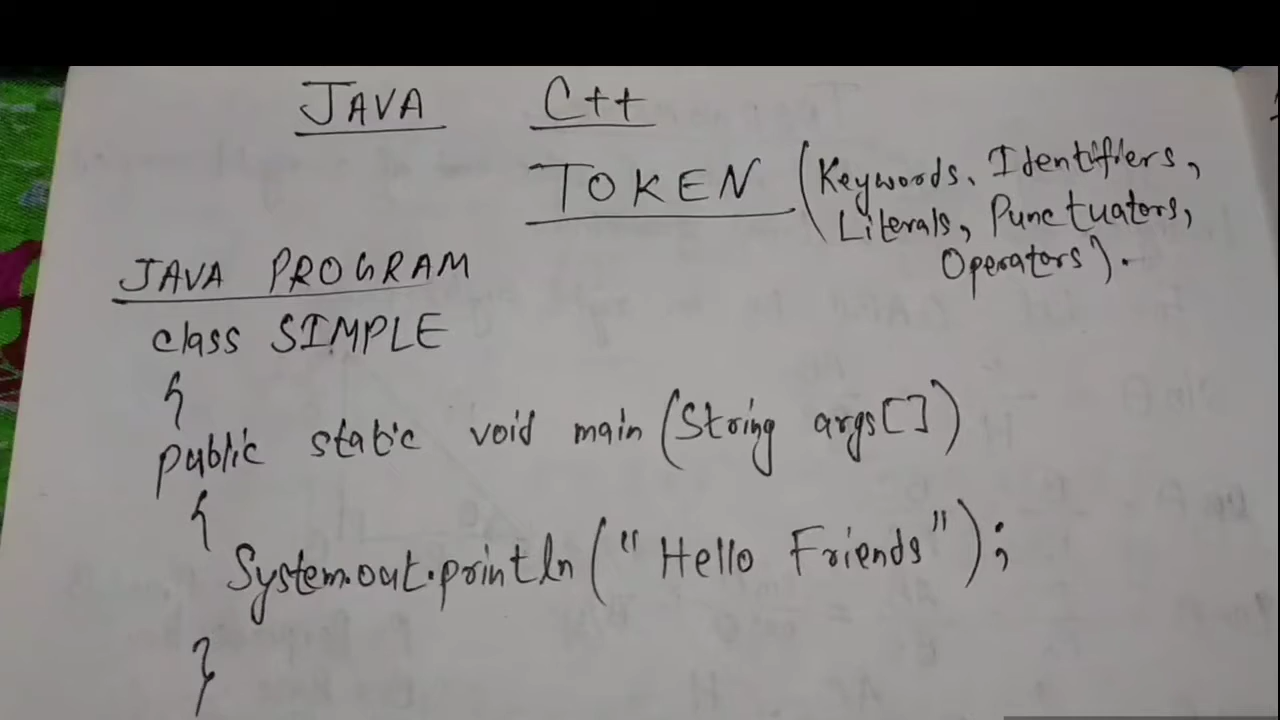 JAVA C++
TOKEN (Keywords, Identifiers,
Literals, Punctuators,
Operators).
JAVA PROGRAM
class SIMPLE
{
public static void main (String args[])
{
System.out.println ("Hello Friends");
}